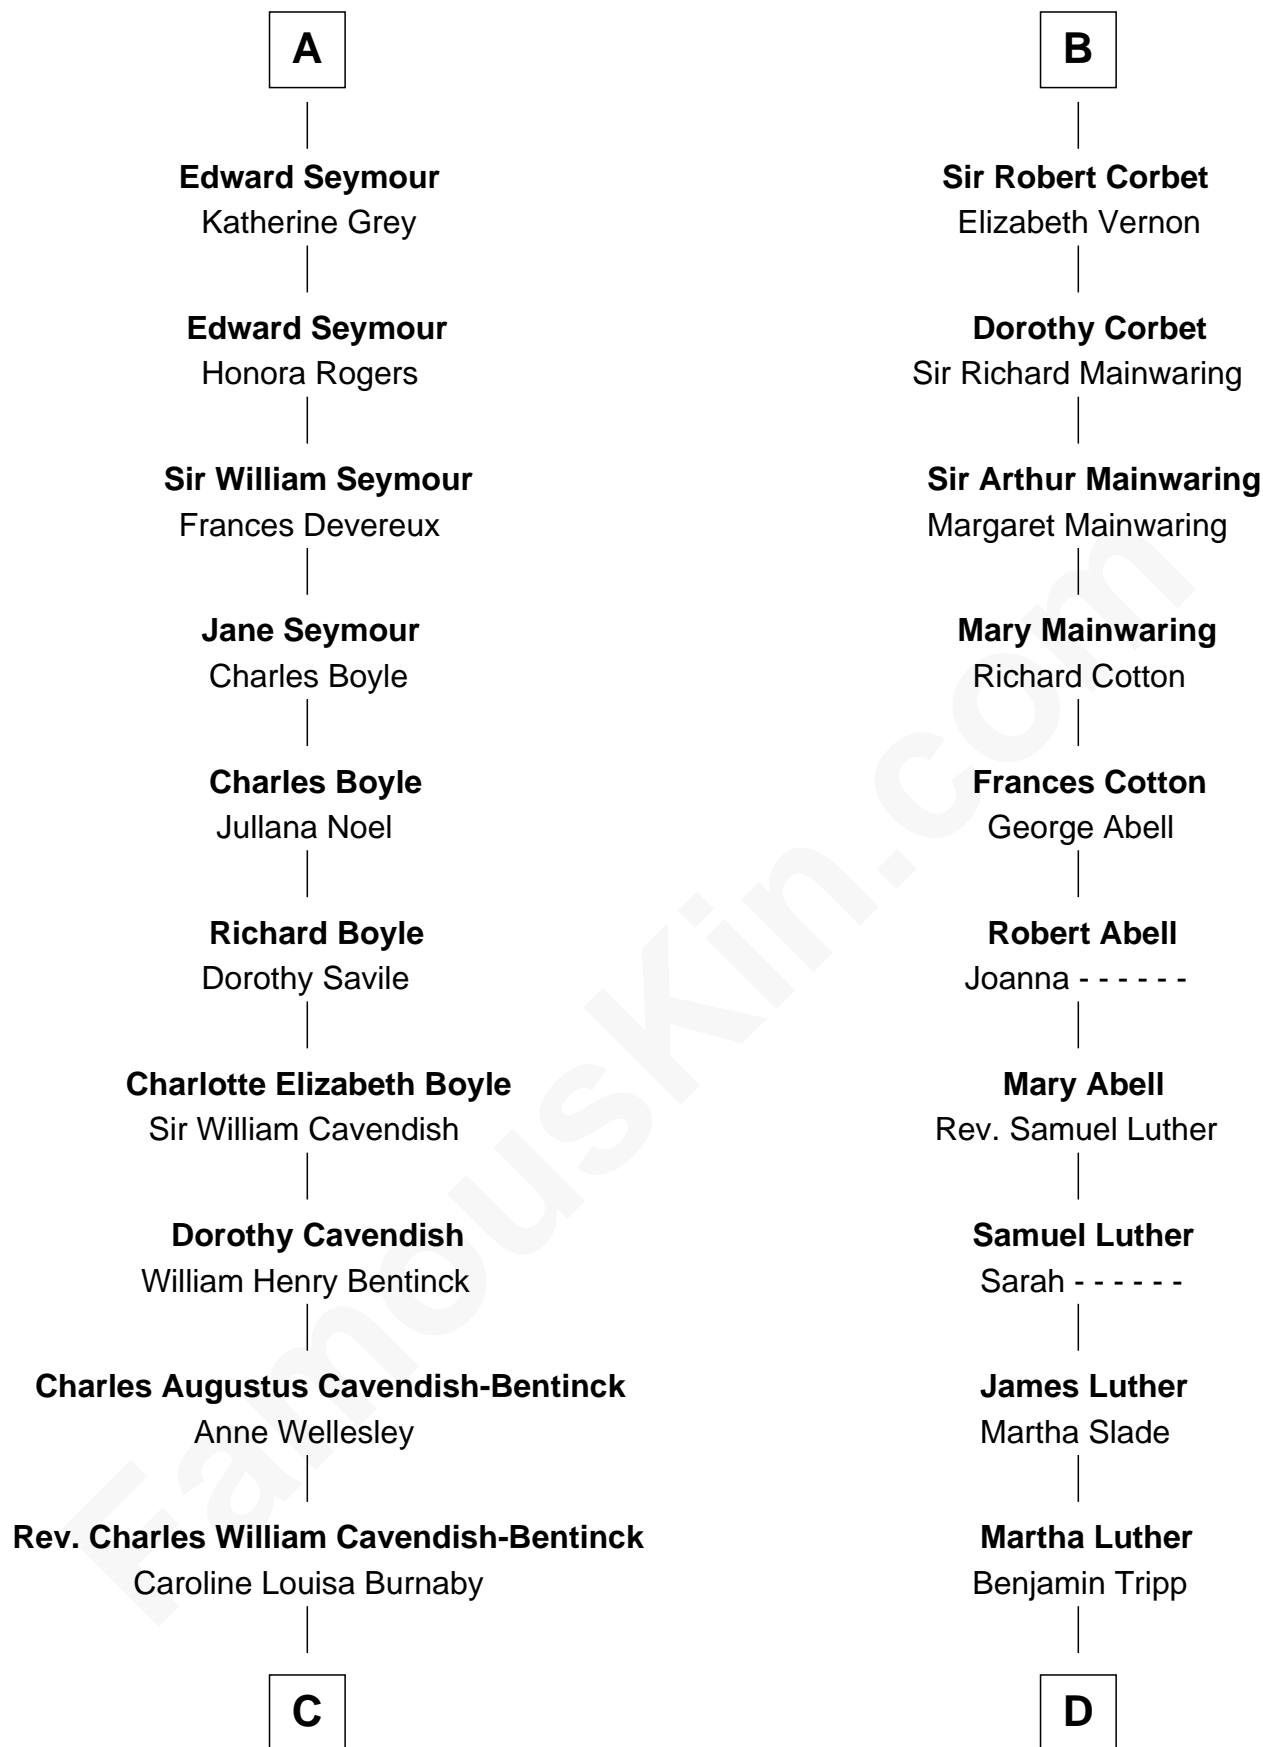 A
Edward Seymour
Katherine Grey
Edward Seymour
Honora Rogers
Sir William Seymour
Frances Devereux
Jane Seymour
Charles Boyle
Charles Boyle
Jullana Noel
Richard Boyle
Dorothy Savile
Charlotte Elizabeth Boyle
Sir William Cavendish
Dorothy Cavendish
William Henry Bentinck
Charles Augustus Cavendish-Bentinck
Anne Wellesley
Rev. Charles William Cavendish-Bentinck
Caroline Louisa Burnaby
C
B
Sir Robert Corbet
Elizabeth Vernon
Dorothy Corbet
Sir Richard Mainwaring
Sir Arthur Mainwaring
Margaret Mainwaring
Mary Mainwaring
Richard Cotton
Frances Cotton
George Abell
Robert Abell
Joanna - - - - - -
Mary Abell
Rev. Samuel Luther
Samuel Luther
Sarah - - - - - -
James Luther
Martha Slade
Martha Luther
Benjamin Tripp
D
FamousKin.com